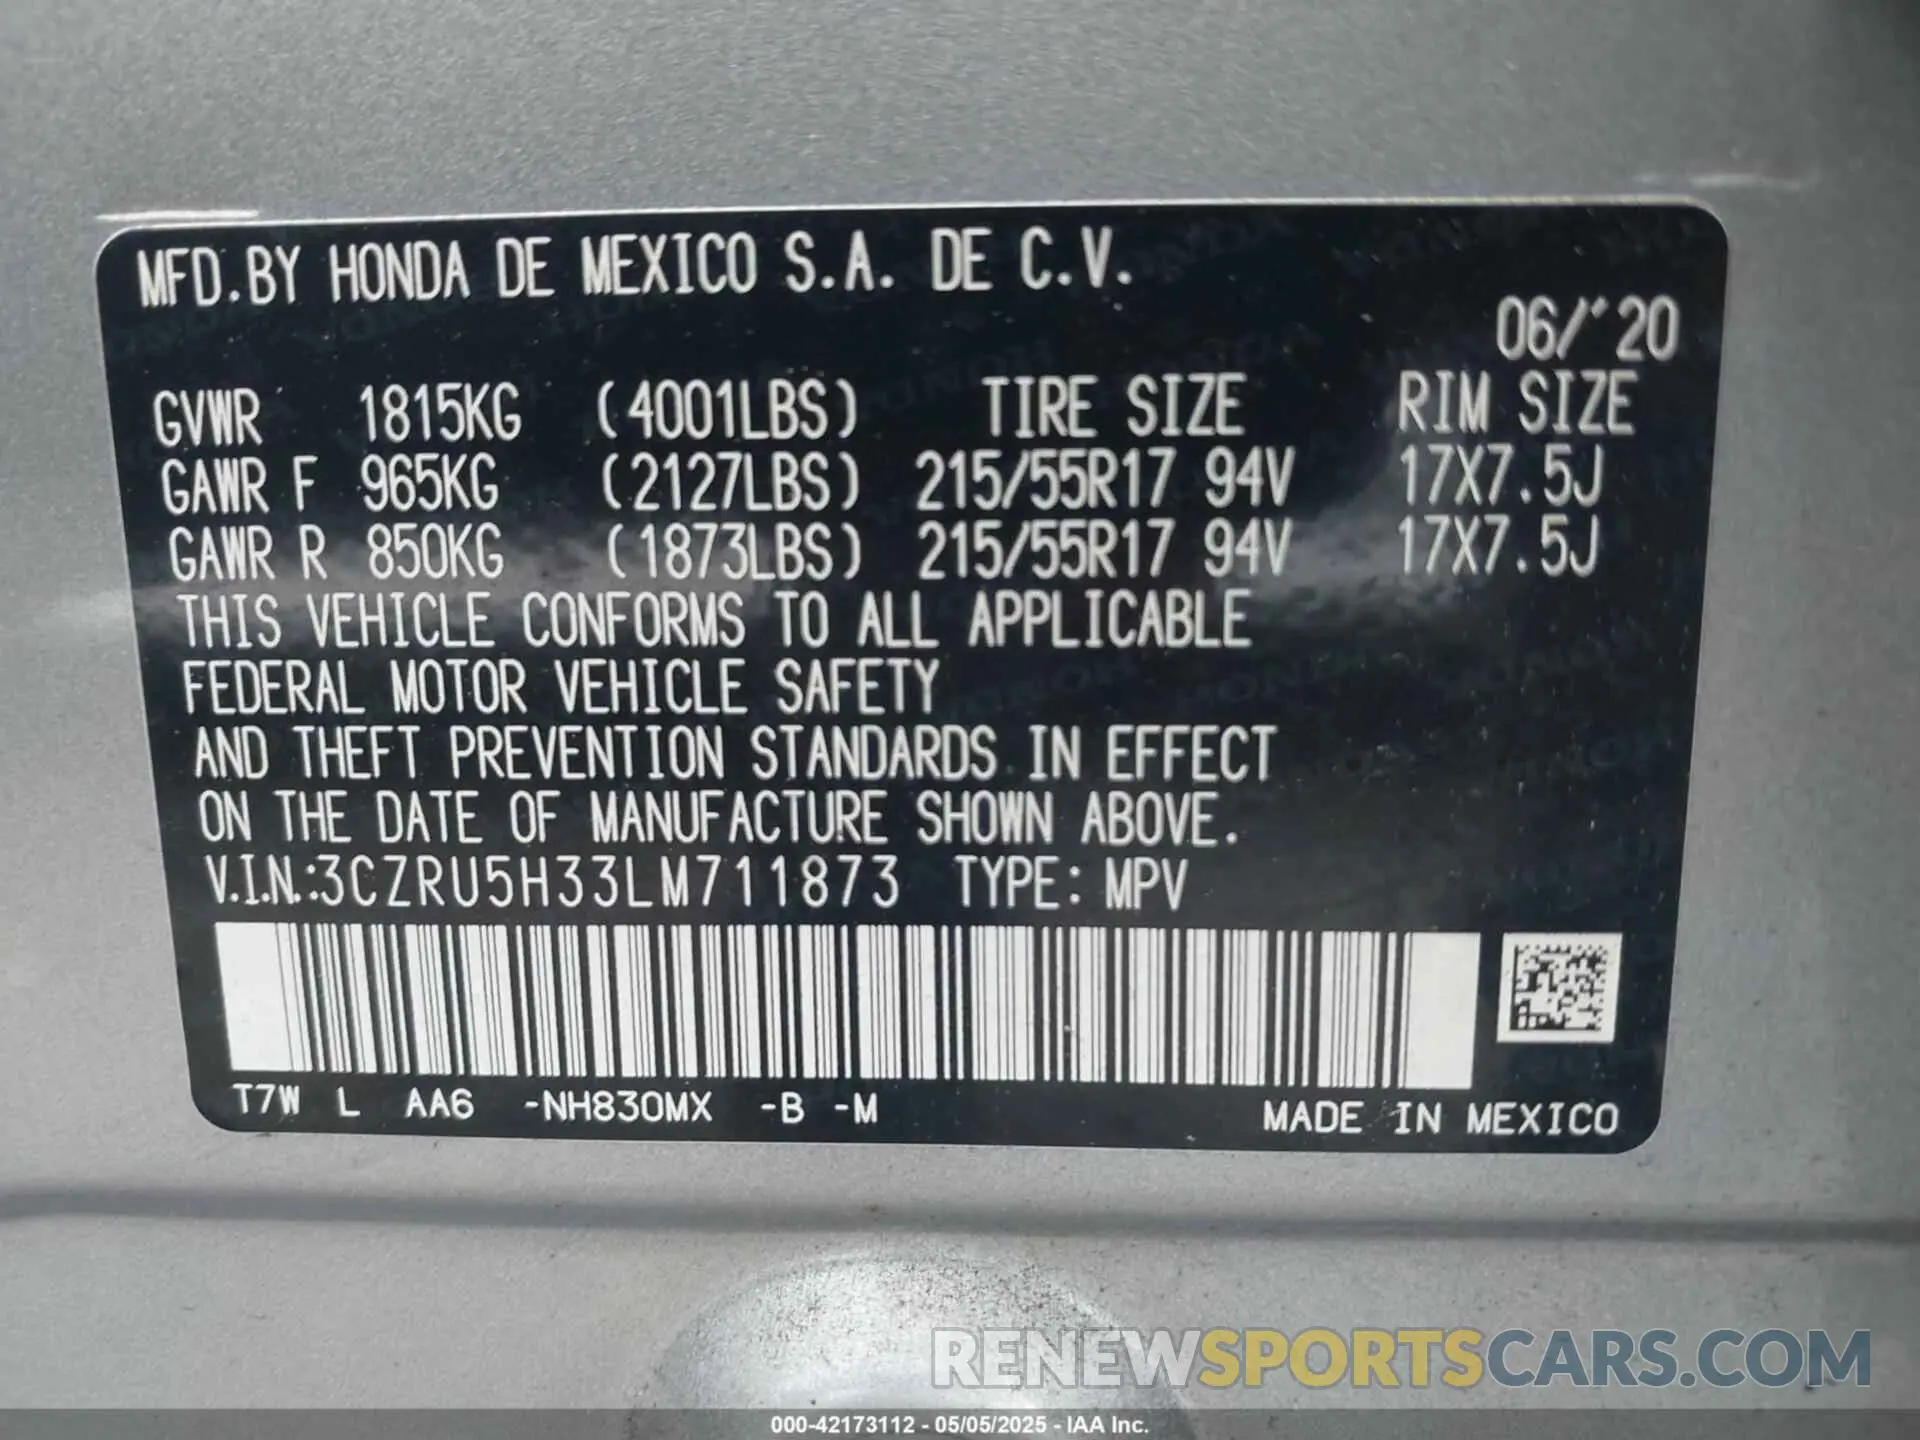 MFD.BY HONDA DE MEXICO S.A. DE C.V.
06/'20
GVWR 1815KG (4001LBS) TIRE SIZE RIM SIZE
GAWR F 965KG (2127LBS) 215/55R17 94V 17X7.5J
GAWR R 850KG (1873LBS) 215/55R17 94V 17X7.5J
THIS VEHICLE CONFORMS TO ALL APPLICABLE
FEDERAL MOTOR VEHICLE SAFETY
AND THEFT PREVENTION STANDARDS IN EFFECT
ON THE DATE OF MANUFACTURE SHOWN ABOVE.
V.I.N.:3CZRU5H33LM711873 TYPE: MPV
T7W L AA6 -NH830MX -B -M
MADE IN MEXICO
RENEWSPORTSCARS.COM
000-42173112 - 05/05/2025 - IAA Inc.